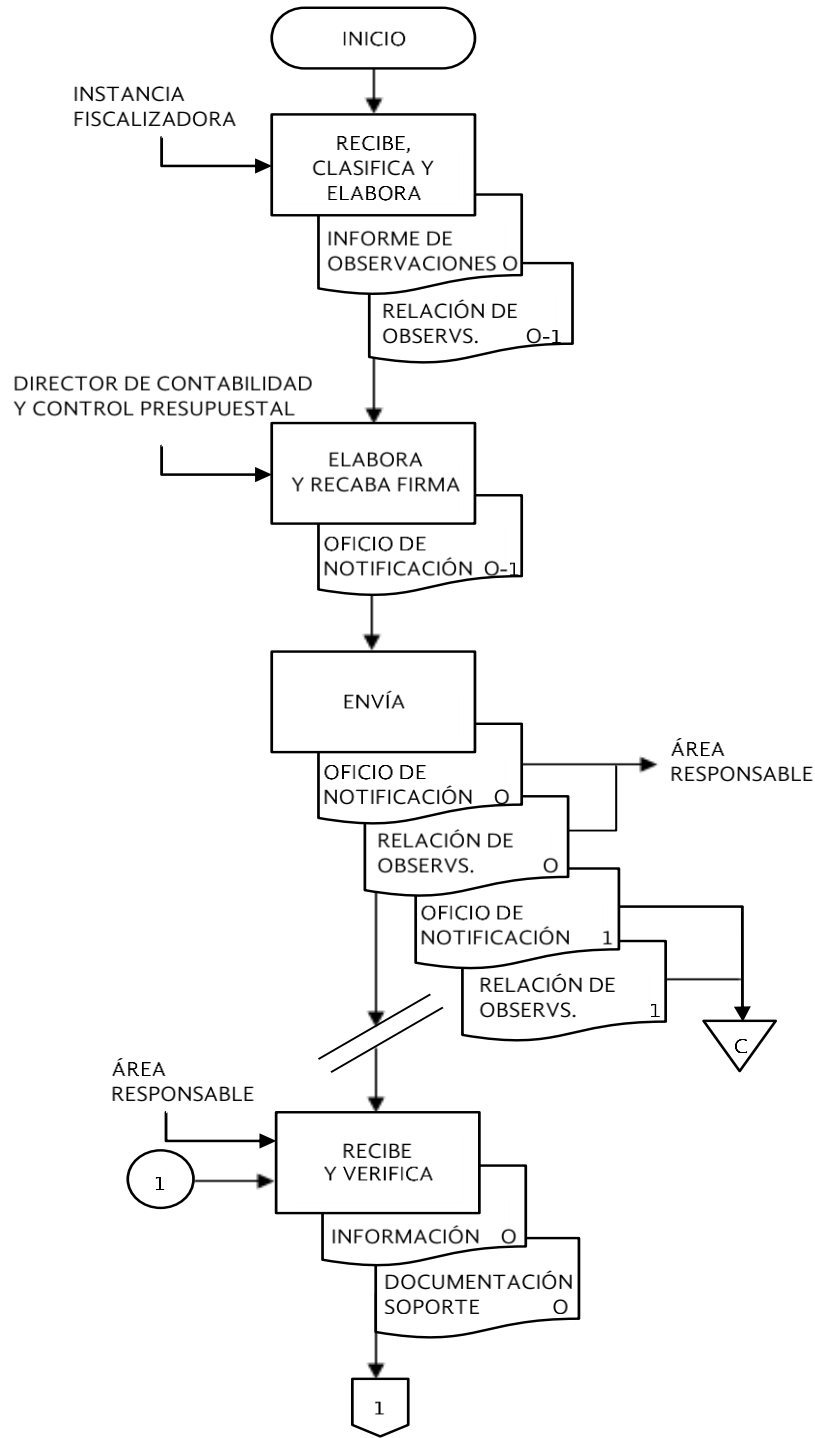 INICIO
INSTANCIA
FISCALIZADORA
RECIBE,
CLASIFICA Y
ELABORA
INFORME DE
OBSERVACIONES O
RELACIÓN DE
OBSERVS. O-1
DIRECTOR DE CONTABILIDAD
Y CONTROL PRESUPUESTAL
ELABORA
Y RECABA FIRMA
OFICIO DE
NOTIFICACIÓN O-1
ENVÍA
OFICIO DE
NOTIFICACIÓN O
ÁREA
RESPONSABLE
RELACIÓN DE
OBSERVS. O
OFICIO DE
NOTIFICACIÓN 1
RELACIÓN DE
OBSERVS. 1
C
ÁREA
RESPONSABLE
1
RECIBE
Y VERIFICA
INFORMACIÓN O
DOCUMENTACIÓN
SOPORTE O
1